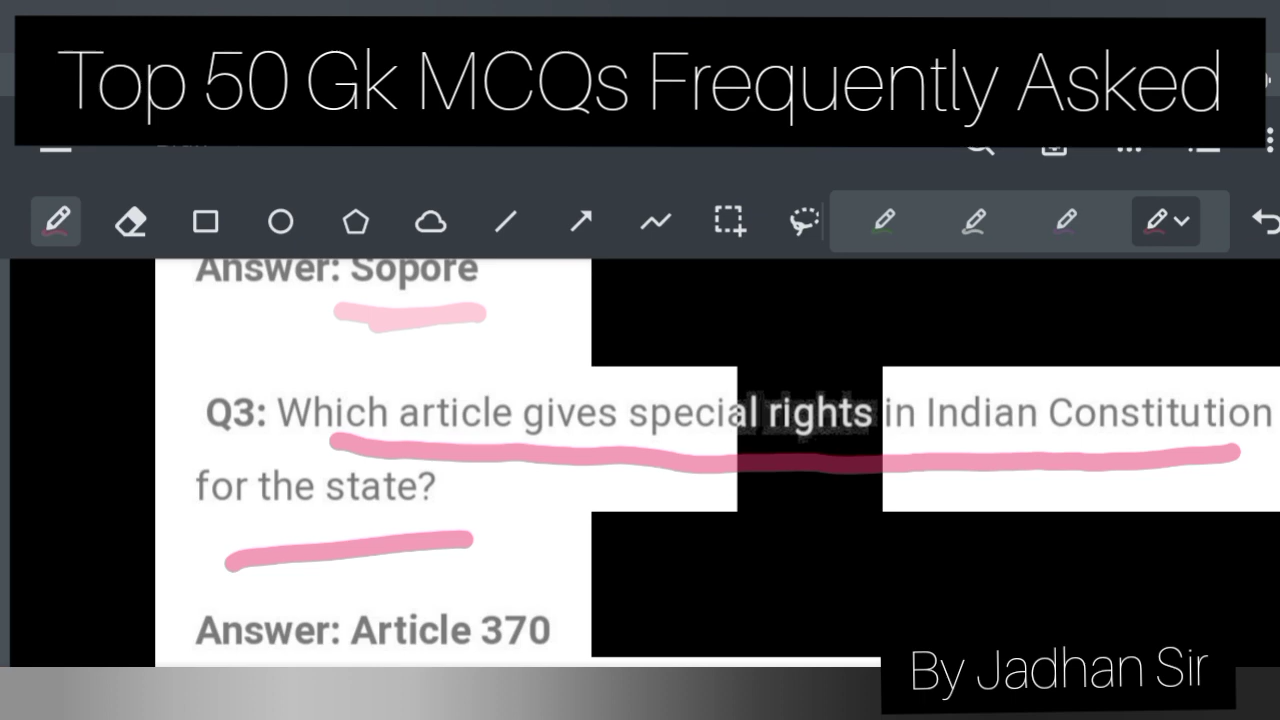 Top 50 Gk MCQs Frequently Asked
Answer: Sopore
Q3: Which article gives special rights in Indian Constitution
for the state?
Answer: Article 370
By Jadhan Sir